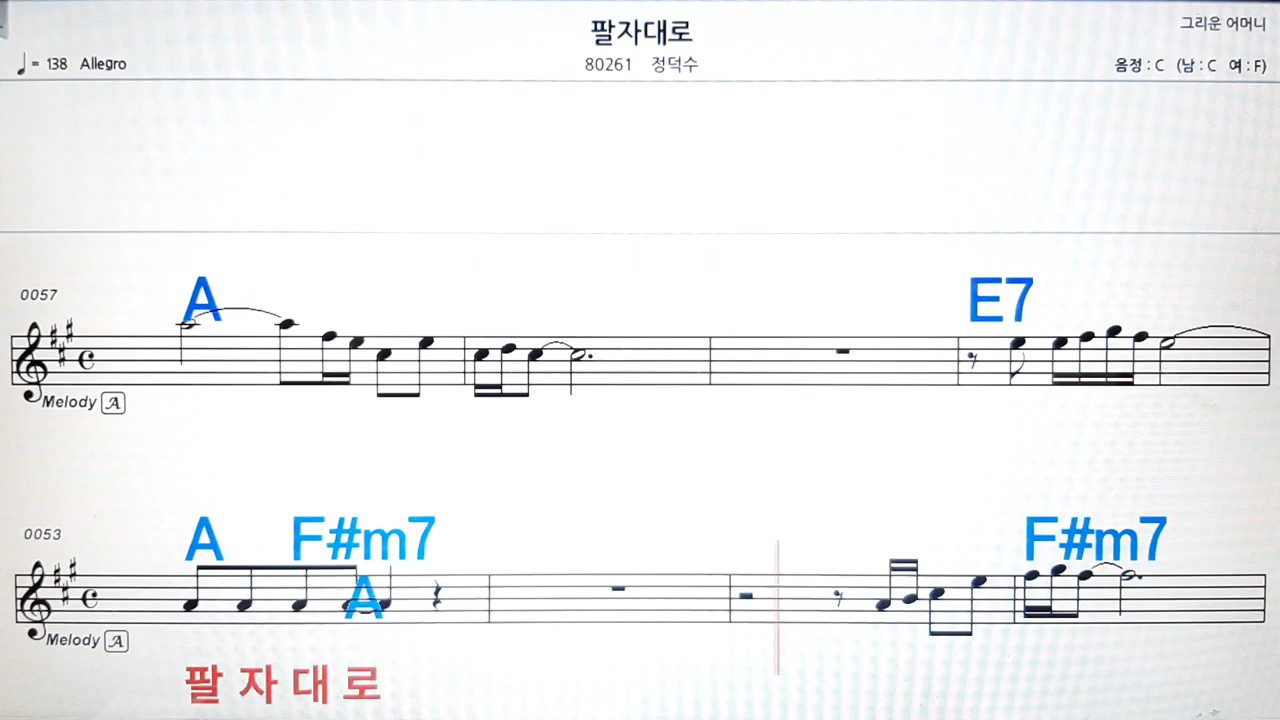 팔자대로
그리운 어머니
♩= 138 Allegro
80261 정덕수
음정 : C (남 : C 여 : F)
A E7
0057
Melody A
A F#m7 F#m7
0053
A
Melody A
팔 자 대 로